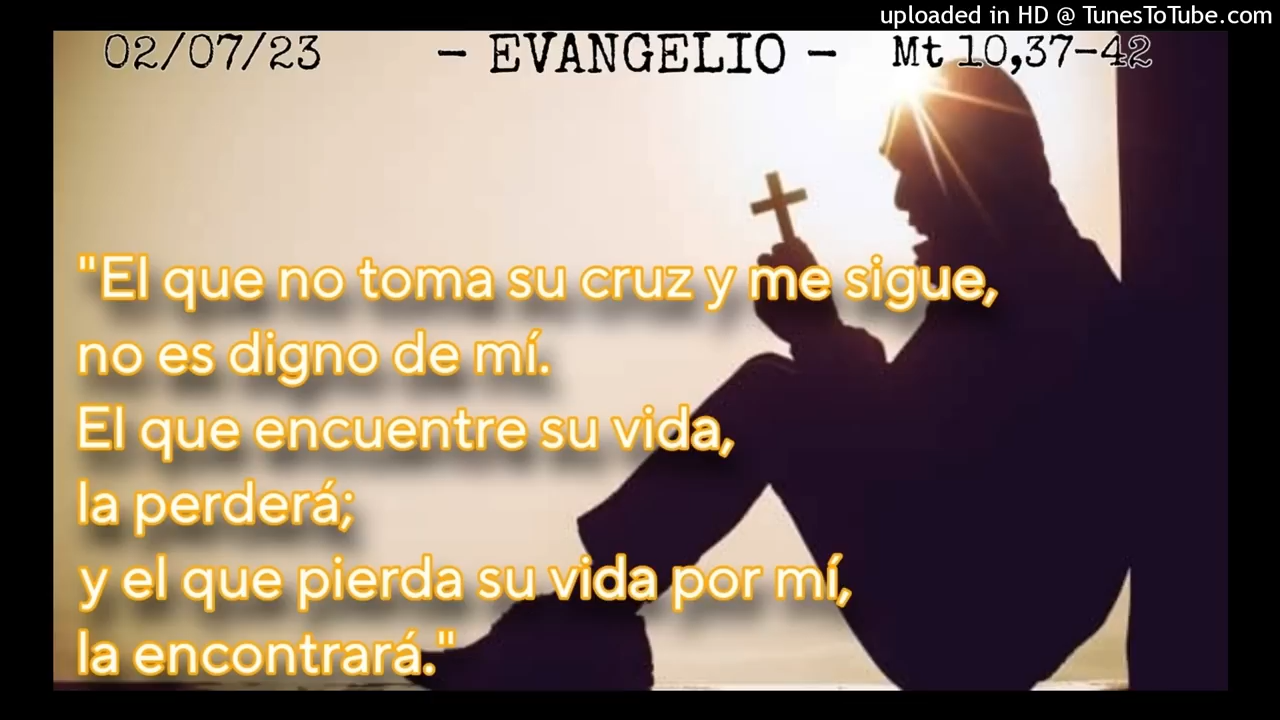 uploaded in HD @ TunesToTube.com
02/07/23 - EVANGELIO - Mt 10,37-42
"El que no toma su cruz y me sigue,
no es digno de mí.
El que encuentre su vida,
la perderá;
y el que pierda su vida por mí,
la encontrará."